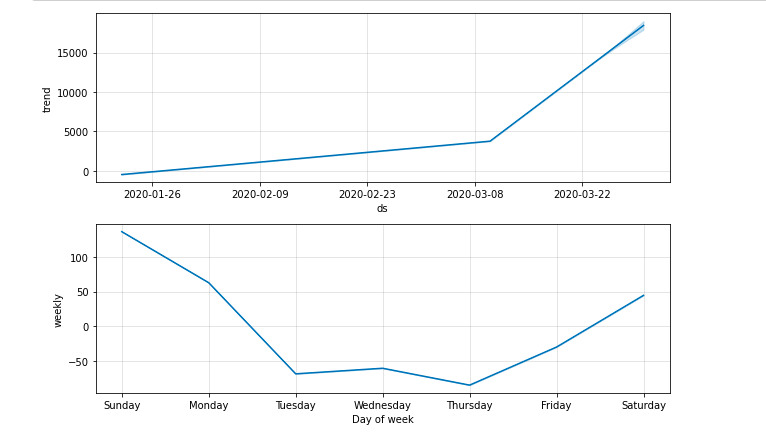 15000
10000
5000
0
trend
2020-01-26 2020-02-09 2020-02-23 2020-03-08 2020-03-22
ds
100
50
0
−50
weekly
Sunday Monday Tuesday Wednesday Thursday Friday Saturday
Day of week